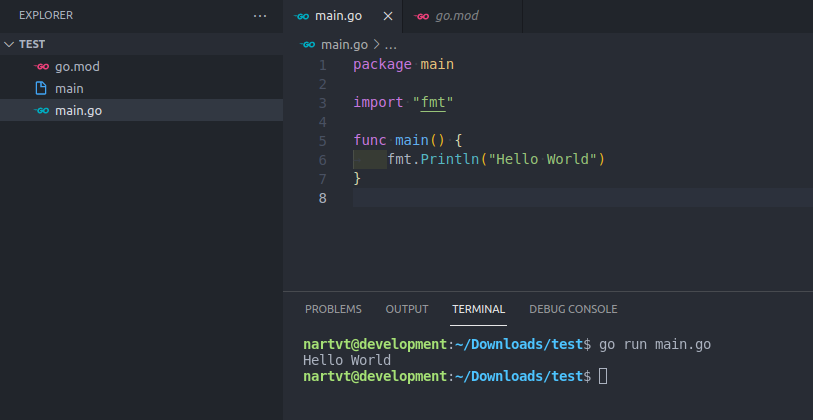 EXPLORER ...
TEST
go.mod
main
main.go
main.go go.mod
main.go > ...
1 package main
2
3 import "fmt"
4
5 func main() {
6 fmt.Println("Hello World")
7 }
8
PROBLEMS OUTPUT TERMINAL DEBUG CONSOLE
nartvt@development:~/Downloads/test$ go run main.go
Hello World
nartvt@development:~/Downloads/test$